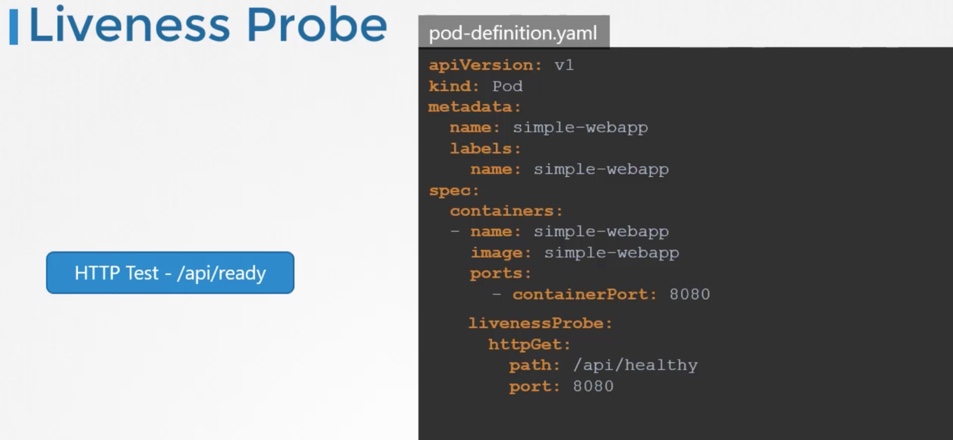 Liveness Probe
pod-definition.yaml
apiVersion: v1
kind: Pod
metadata:
  name: simple-webapp
  labels:
    name: simple-webapp
spec:
  containers:
  - name: simple-webapp
    image: simple-webapp
    ports:
      - containerPort: 8080
    livenessProbe:
      httpGet:
        path: /api/healthy
        port: 8080
HTTP Test - /api/ready